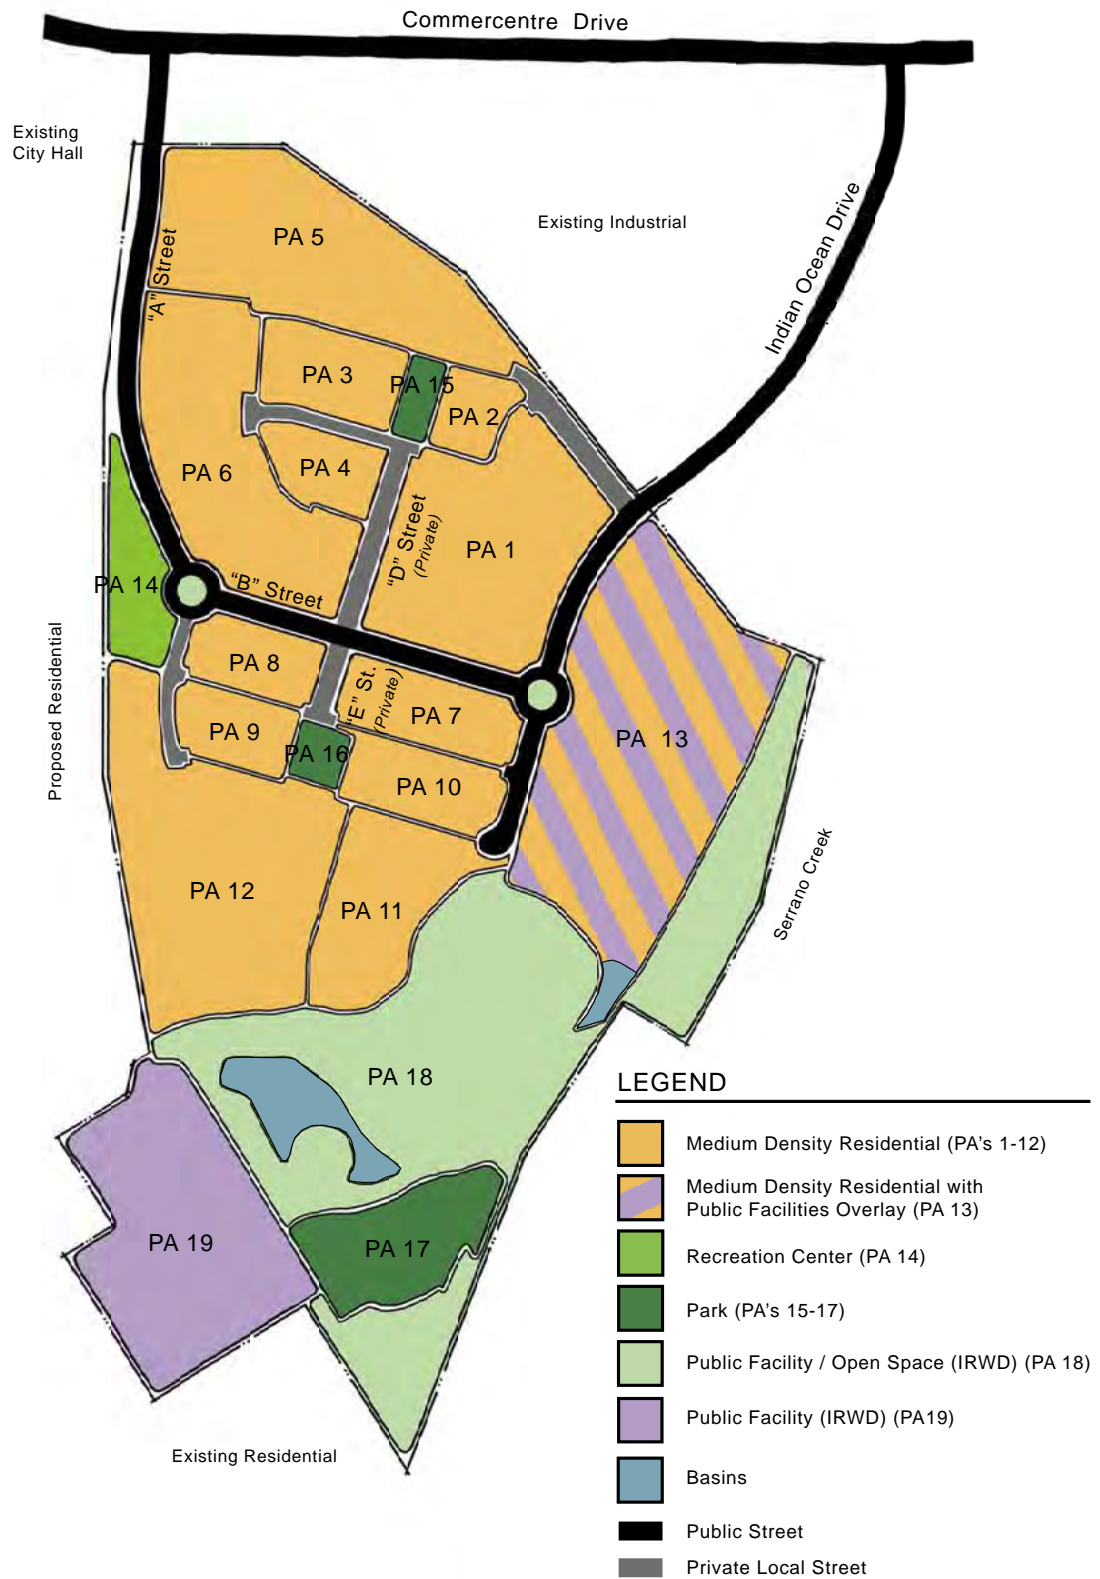 Commercentre Drive
Existing
City Hall
Existing Industrial
Indian Ocean Drive
"A" Street
PA 5
PA 3
PA 15
PA 2
PA 6
PA 4
"D" Street
(Private)
PA 1
PA 14
"B" Street
Proposed Residential
PA 8
"E" St.
(Private)
PA 7
PA 9
PA 16
PA 13
PA 10
PA 12
PA 11
Serrano Creek
PA 18
PA 19
PA 17
Existing Residential
LEGEND
Medium Density Residential (PA's 1-12)
Medium Density Residential with
Public Facilities Overlay (PA 13)
Recreation Center (PA 14)
Park (PA's 15-17)
Public Facility / Open Space (IRWD) (PA 18)
Public Facility (IRWD) (PA19)
Basins
Public Street
Private Local Street